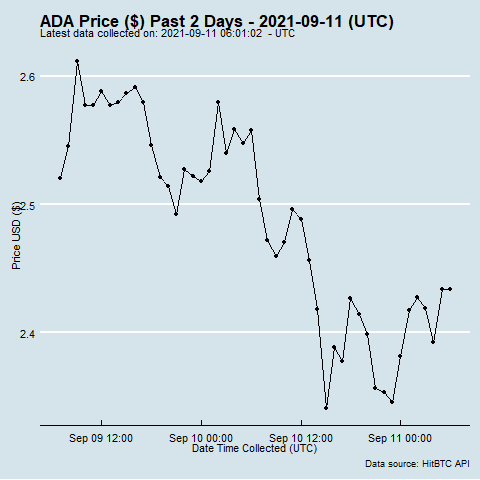 ADA Price ($) Past 2 Days - 2021-09-11 (UTC)
Latest data collected on: 2021-09-11 06:01:02 - UTC
2.6
2.5
2.4
Price USD ($)
Sep 09 12:00 Sep 10 00:00 Sep 10 12:00 Sep 11 00:00
Date Time Collected (UTC)
Data source: HitBTC API